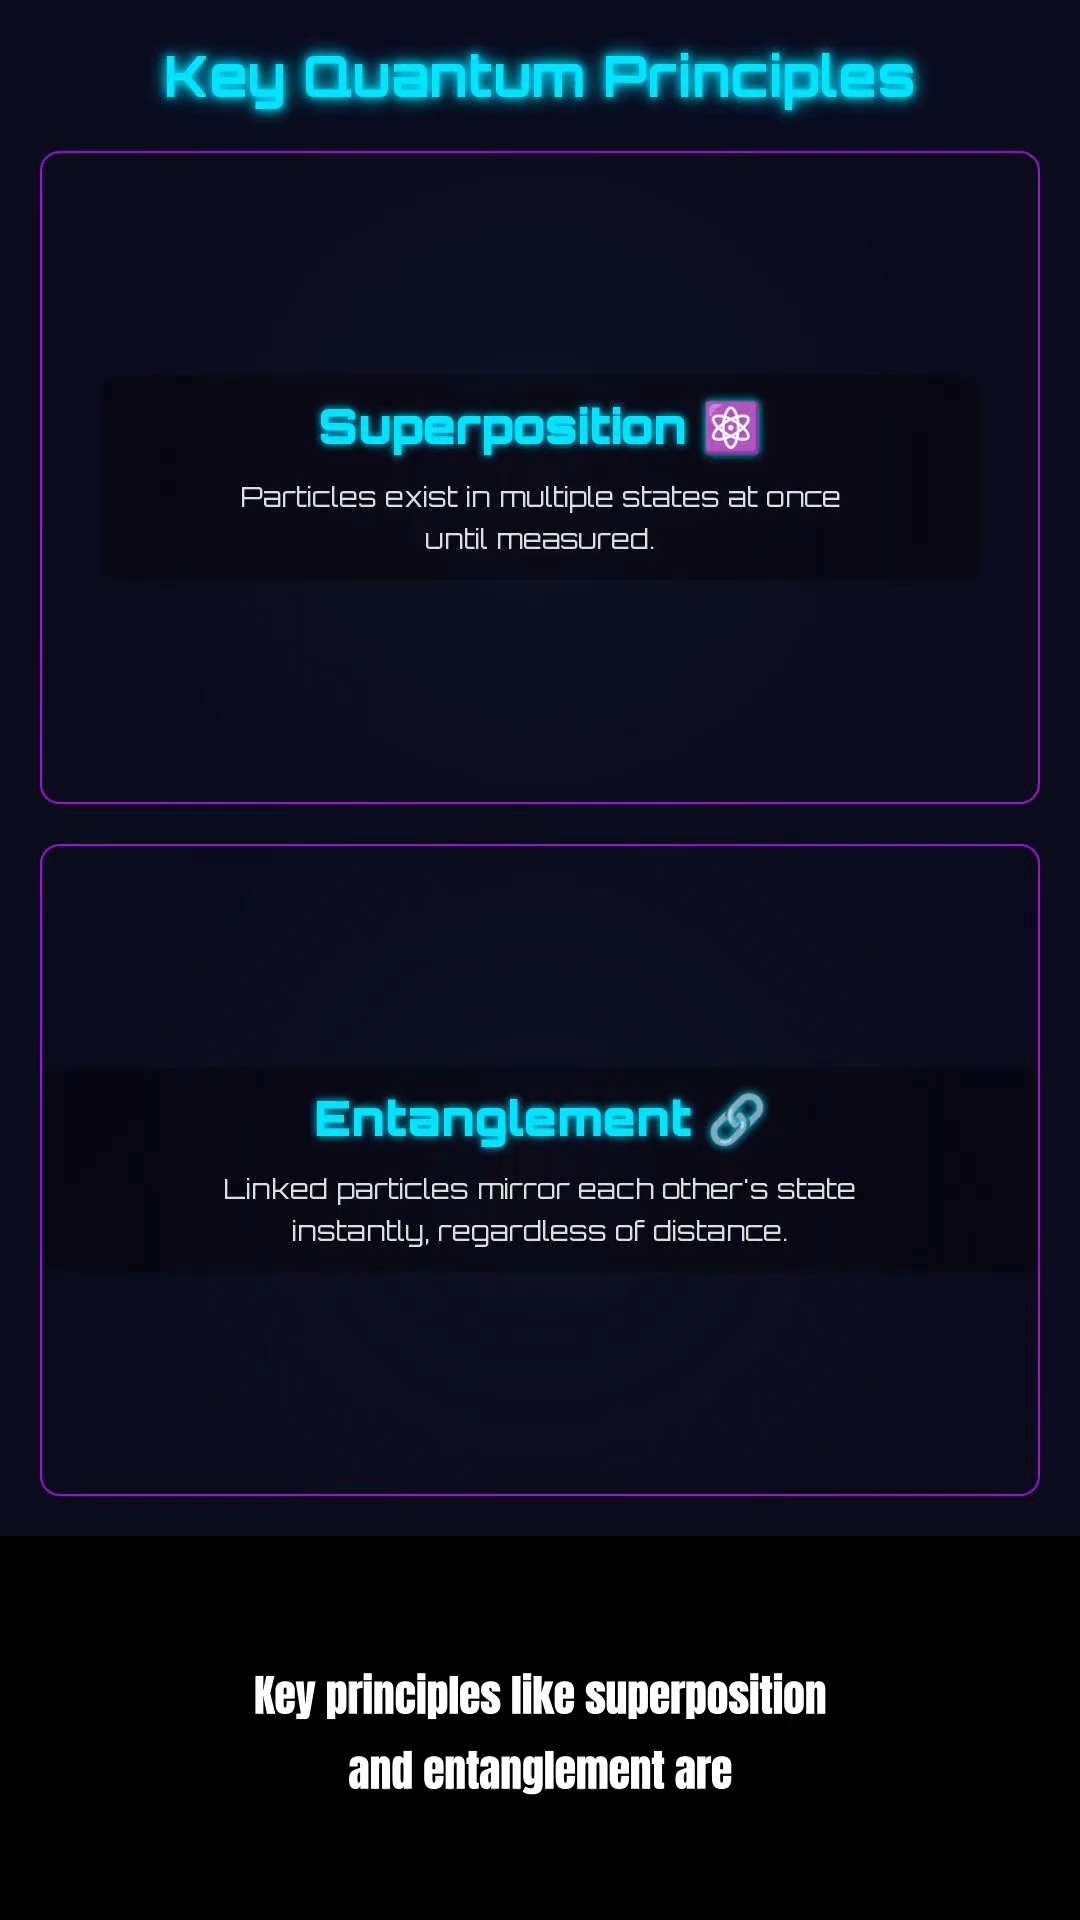 Key Quantum Principles
Superposition ⚛️
Particles exist in multiple states at once
until measured.
Entanglement 🔗
Linked particles mirror each other's state
instantly, regardless of distance.
Key principles like superposition
and entanglement are